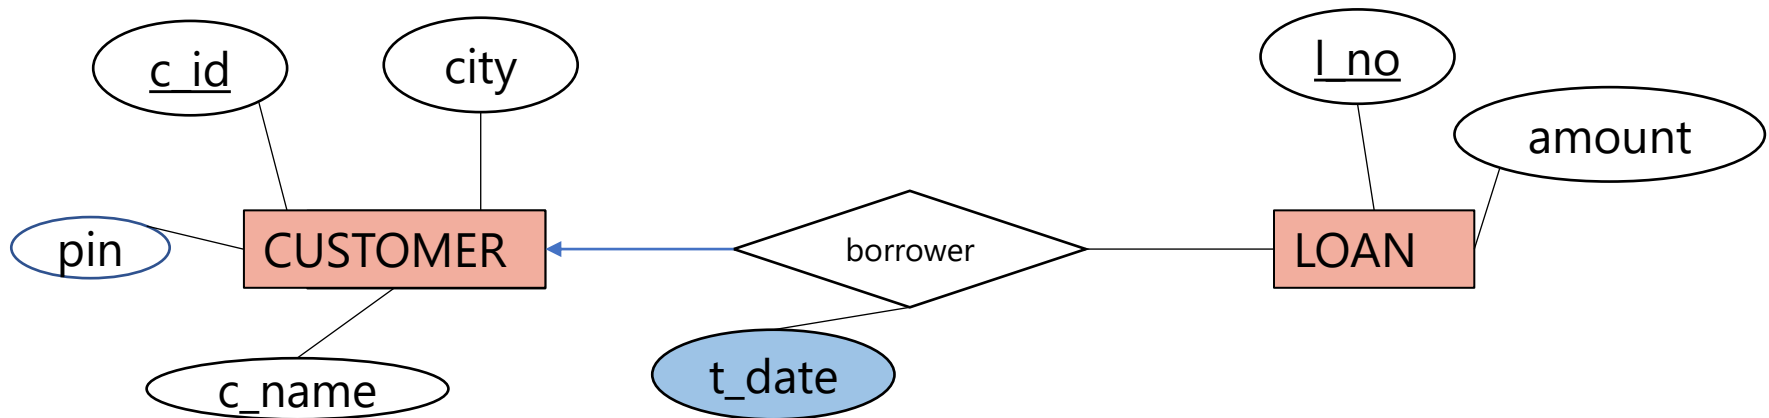 c_id
city
l_no
amount
pin
CUSTOMER
borrower
LOAN
t_date
c_name